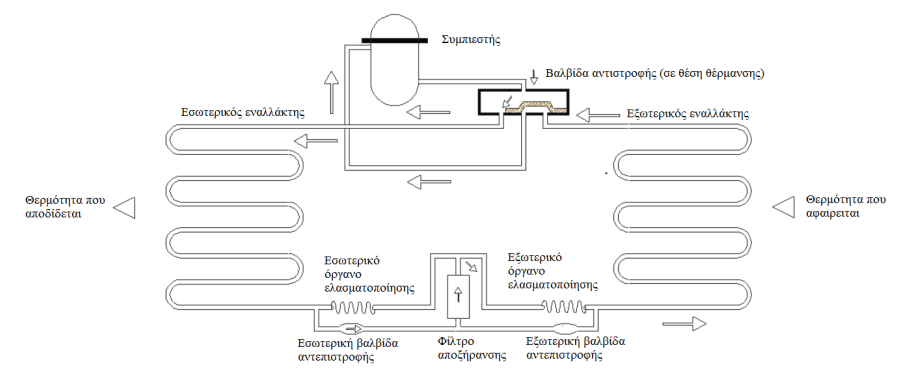 Συμπιεστής
Βαλβίδα αντιστροφής (σε θέση θέρμανσης)
Εσωτερικός εναλλάκτης
Εξωτερικός εναλλάκτης
Θερμότητα που
αποδίδεται
Θερμότητα που
αφαιρειται
Εσωτερικό
όργανο
ελασματοποίησης
Εξωτερικό
όργανο
ελασματοποίησης
Εσωτερική βαλβίδα
αντεπιστροφής
Φίλτρο
αποξήρανσης
Εξωτερική βαλβίδα
αντεπιστροφής